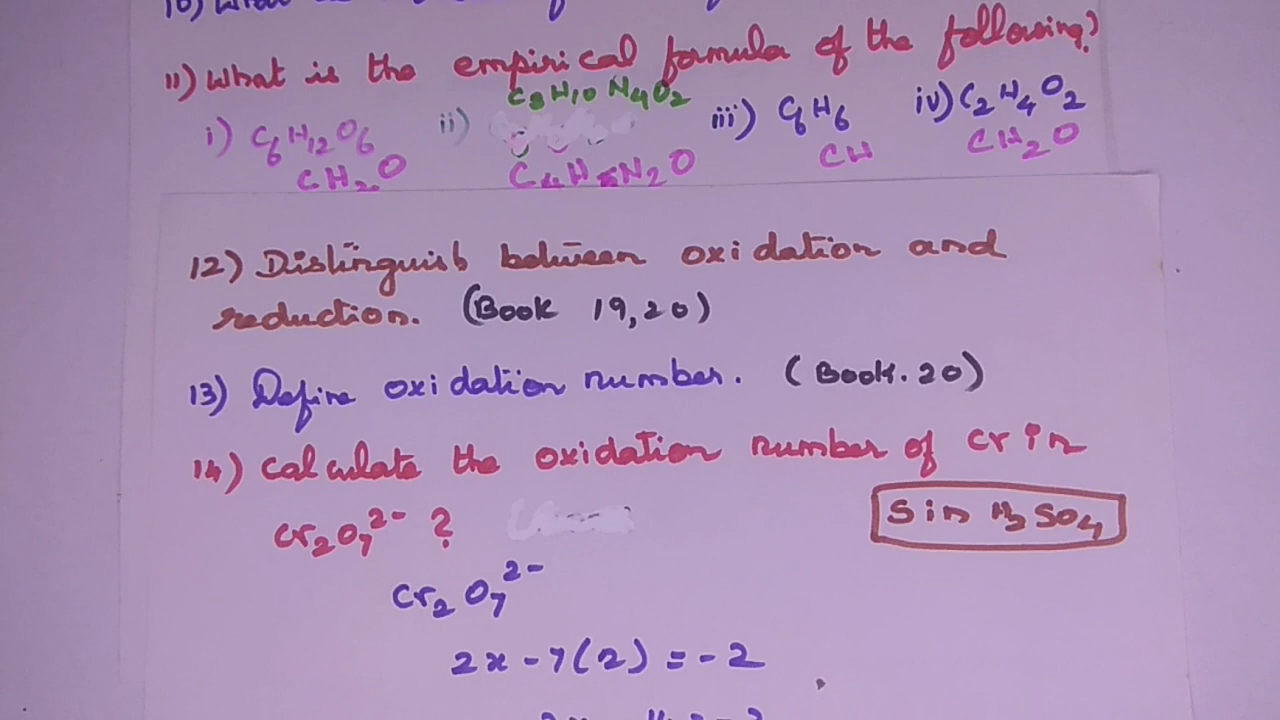 11) What is the empirical formula of the following?
C8H10N4O2
i) C6H12O6 ii) iii) C6H6 iv) C2H4O2
CH2O C4H5N2O CH CH2O
12) Distinguish between oxidation and
reduction. (Book 19,20)
13) Define oxidation number. (Book.20)
14) Calculate the oxidation number of cr in
Cr2O7^2- ? S in H2SO4
Cr2O7^2-
2x-7(2)=-2